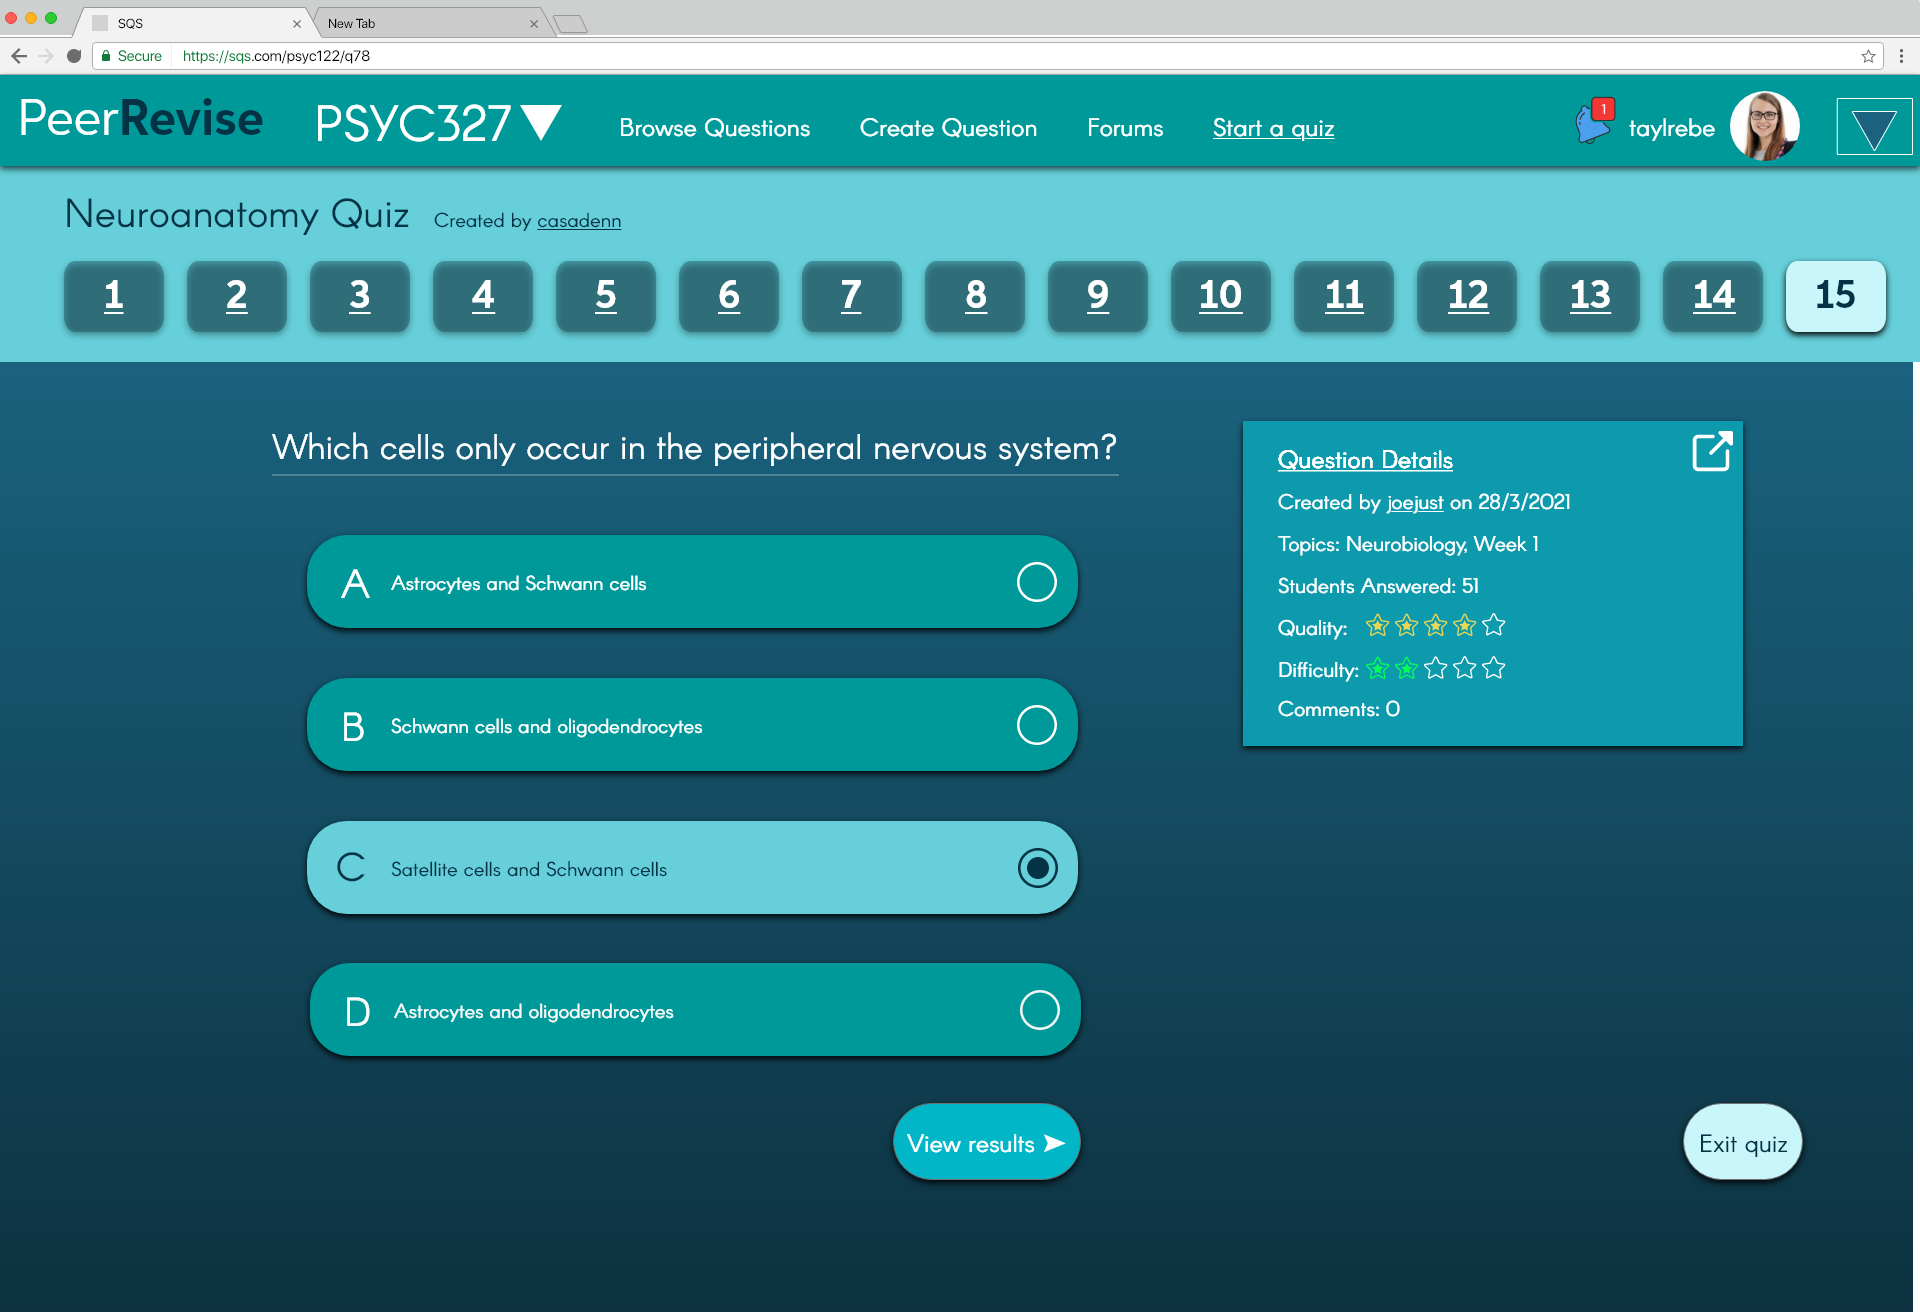 SQS
New Tab
Secure https://sqs.com/psyc122/q78
PeerRevise PSYC327 Browse Questions Create Question Forums Start a quiz 1 taylrebe
Neuroanatomy Quiz Created by casadenn
1 2 3 4 5 6 7 8 9 10 11 12 13 14 15
Which cells only occur in the peripheral nervous system?
A Astrocytes and Schwann cells
B Schwann cells and oligodendrocytes
C Satellite cells and Schwann cells
D Astrocytes and oligodendrocytes
View results
Question Details
Created by joejust on 28/3/2021
Topics: Neurobiology, Week 1
Students Answered: 51
Quality:
Difficulty:
Comments: 0
Exit quiz